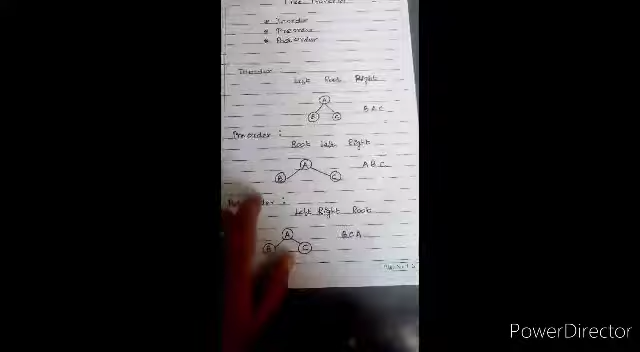 Tree Traversal
* Inorder
* Preorder
* Postorder
Inorder
Left Root Right
A
B C
B A C
Preorder :
Root Left Right
A
B C
A B C
Left Right Root
A
B C
B C A
PowerDirector